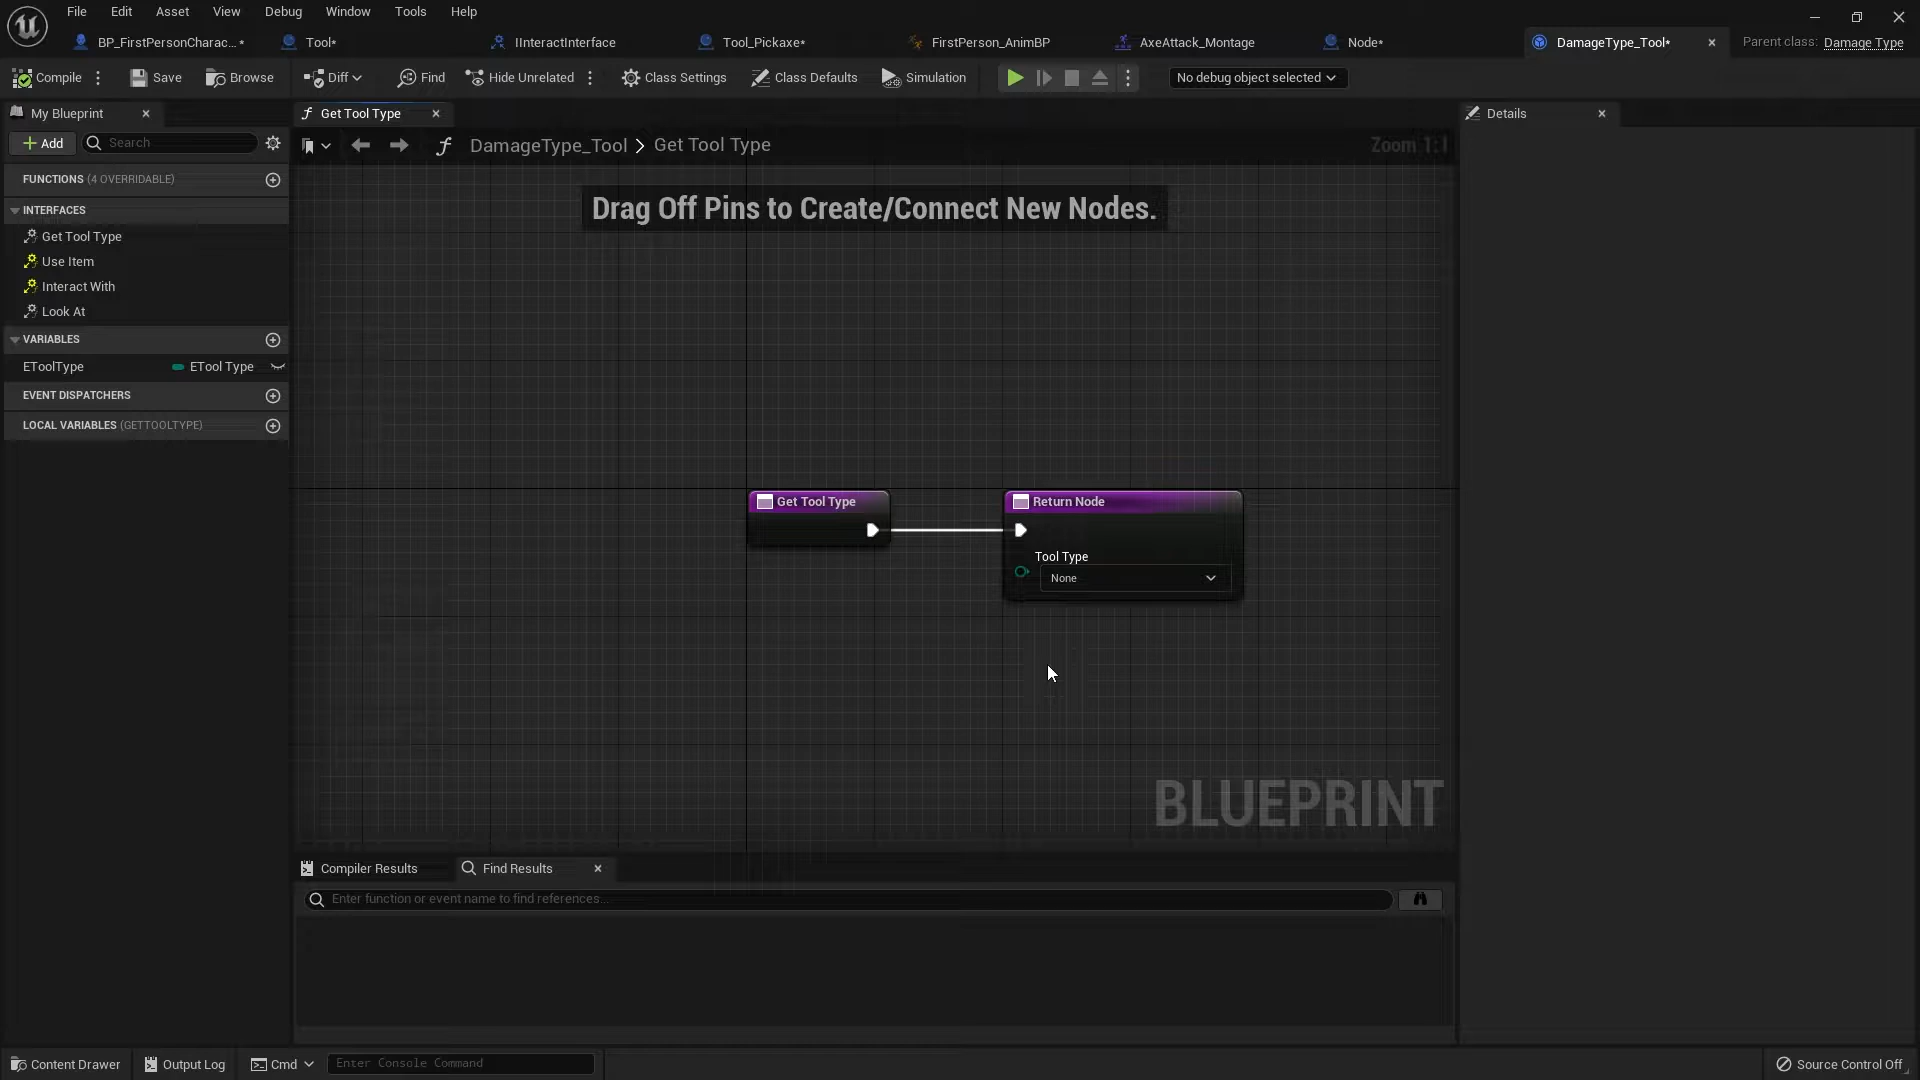 File Edit Asset View Debug Window Tools Help
BP_FirstPersonCharac...* Tool* IInteractInterface Tool_Pickaxe* FirstPerson_AnimBP AxeAttack_Montage Node* DamageType_Tool* Parent class: Damage Type
Compile Save Browse Diff Find Hide Unrelated Class Settings Class Defaults Simulation No debug object selected
My Blueprint
Get Tool Type
Details
Add Search
DamageType_Tool > Get Tool Type
Zoom 1:1
Drag Off Pins to Create/Connect New Nodes.
FUNCTIONS (4 OVERRIDABLE)
INTERFACES
Get Tool Type
Use Item
Interact With
Look At
VARIABLES
EToolType ETool Type
EVENT DISPATCHERS
LOCAL VARIABLES (GETTOOLTYPE)
Get Tool Type
Return Node
Tool Type
None
BLUEPRINT
Compiler Results Find Results
Enter function or event name to find references...
Content Drawer Output Log Cmd Enter Console Command Source Control Off